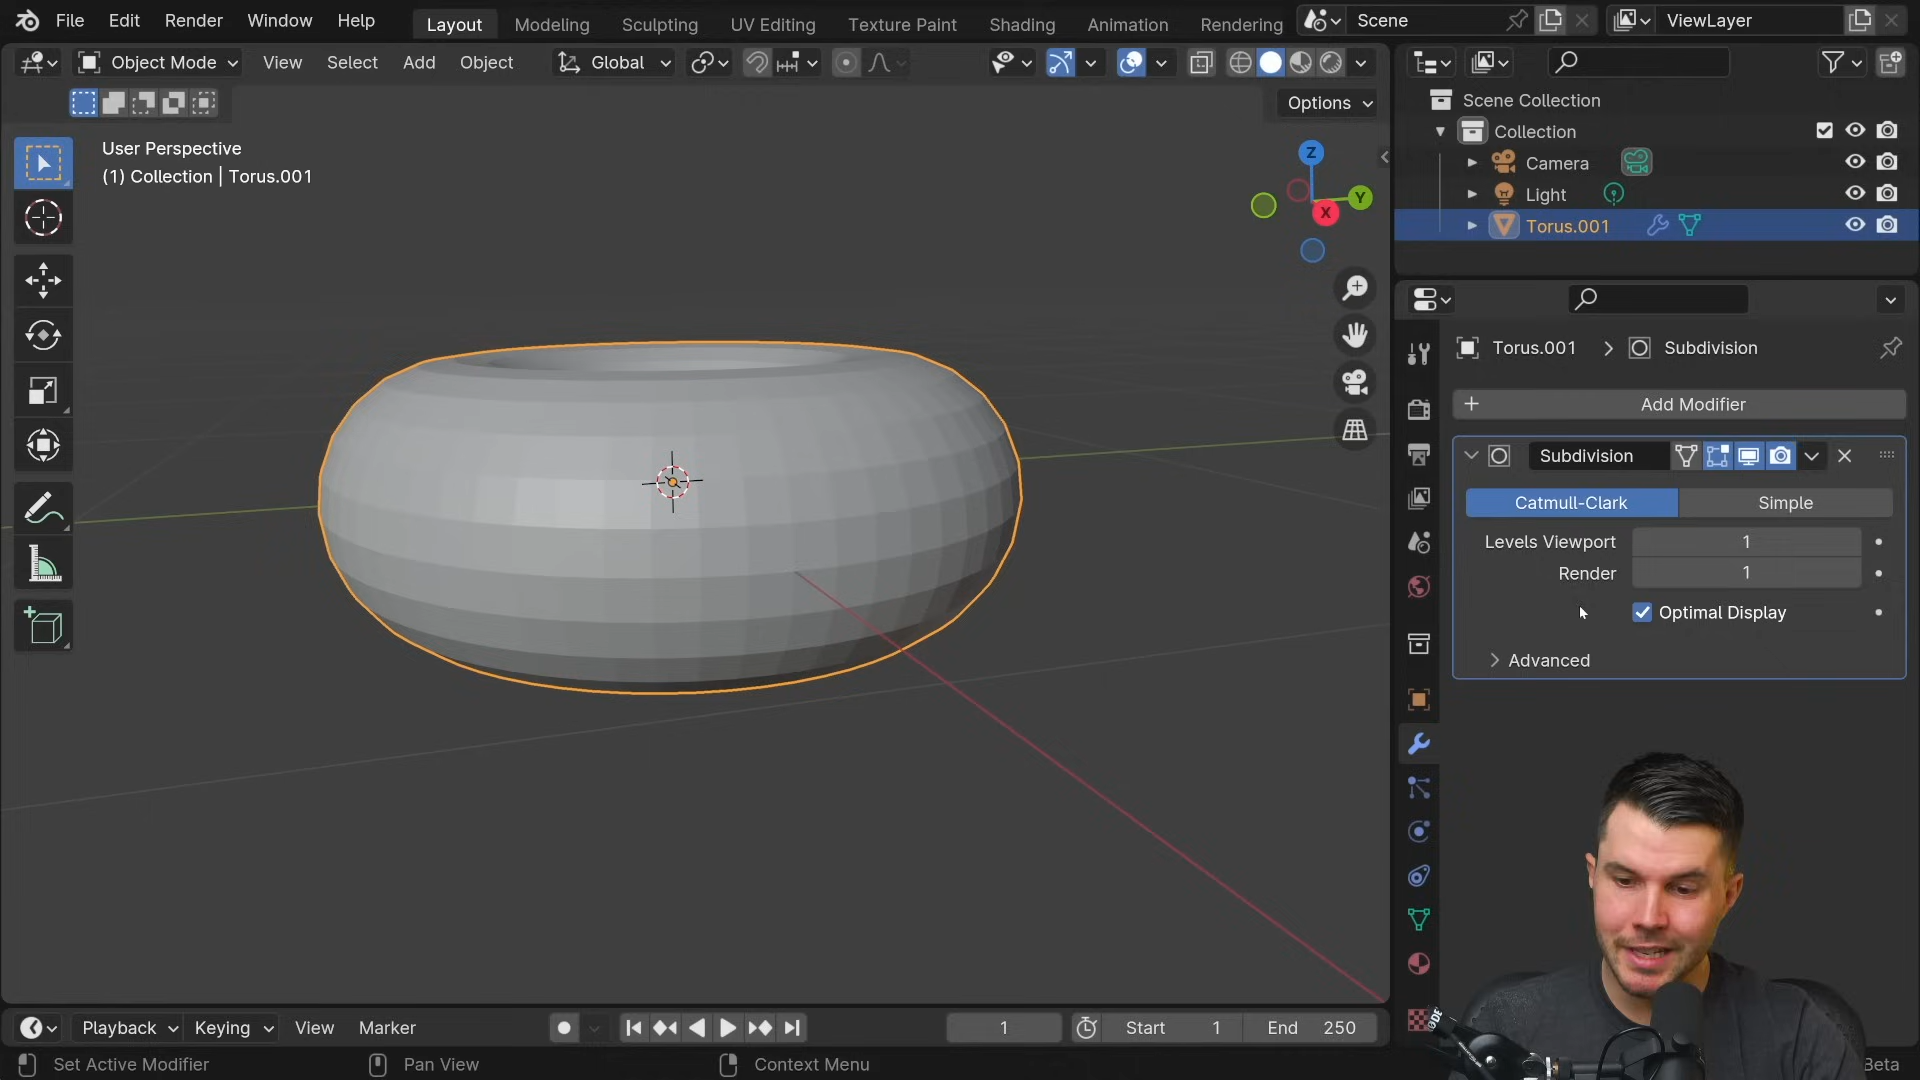 File Edit Render Window Help Layout Modeling Sculpting UV Editing Texture Paint Shading Animation Rendering Scene ViewLayer
Object Mode View Select Add Object Global
Options
User Perspective
(1) Collection | Torus.001
Z
Y
X
Scene Collection
Collection
Camera
Light
Torus.001
Torus.001 Subdivision
Add Modifier
Subdivision
Catmull-Clark Simple
Levels Viewport 1
Render 1
Optimal Display
Advanced
Playback Keying View Marker 1 Start 1 End 250
Set Active Modifier Pan View Context Menu Beta